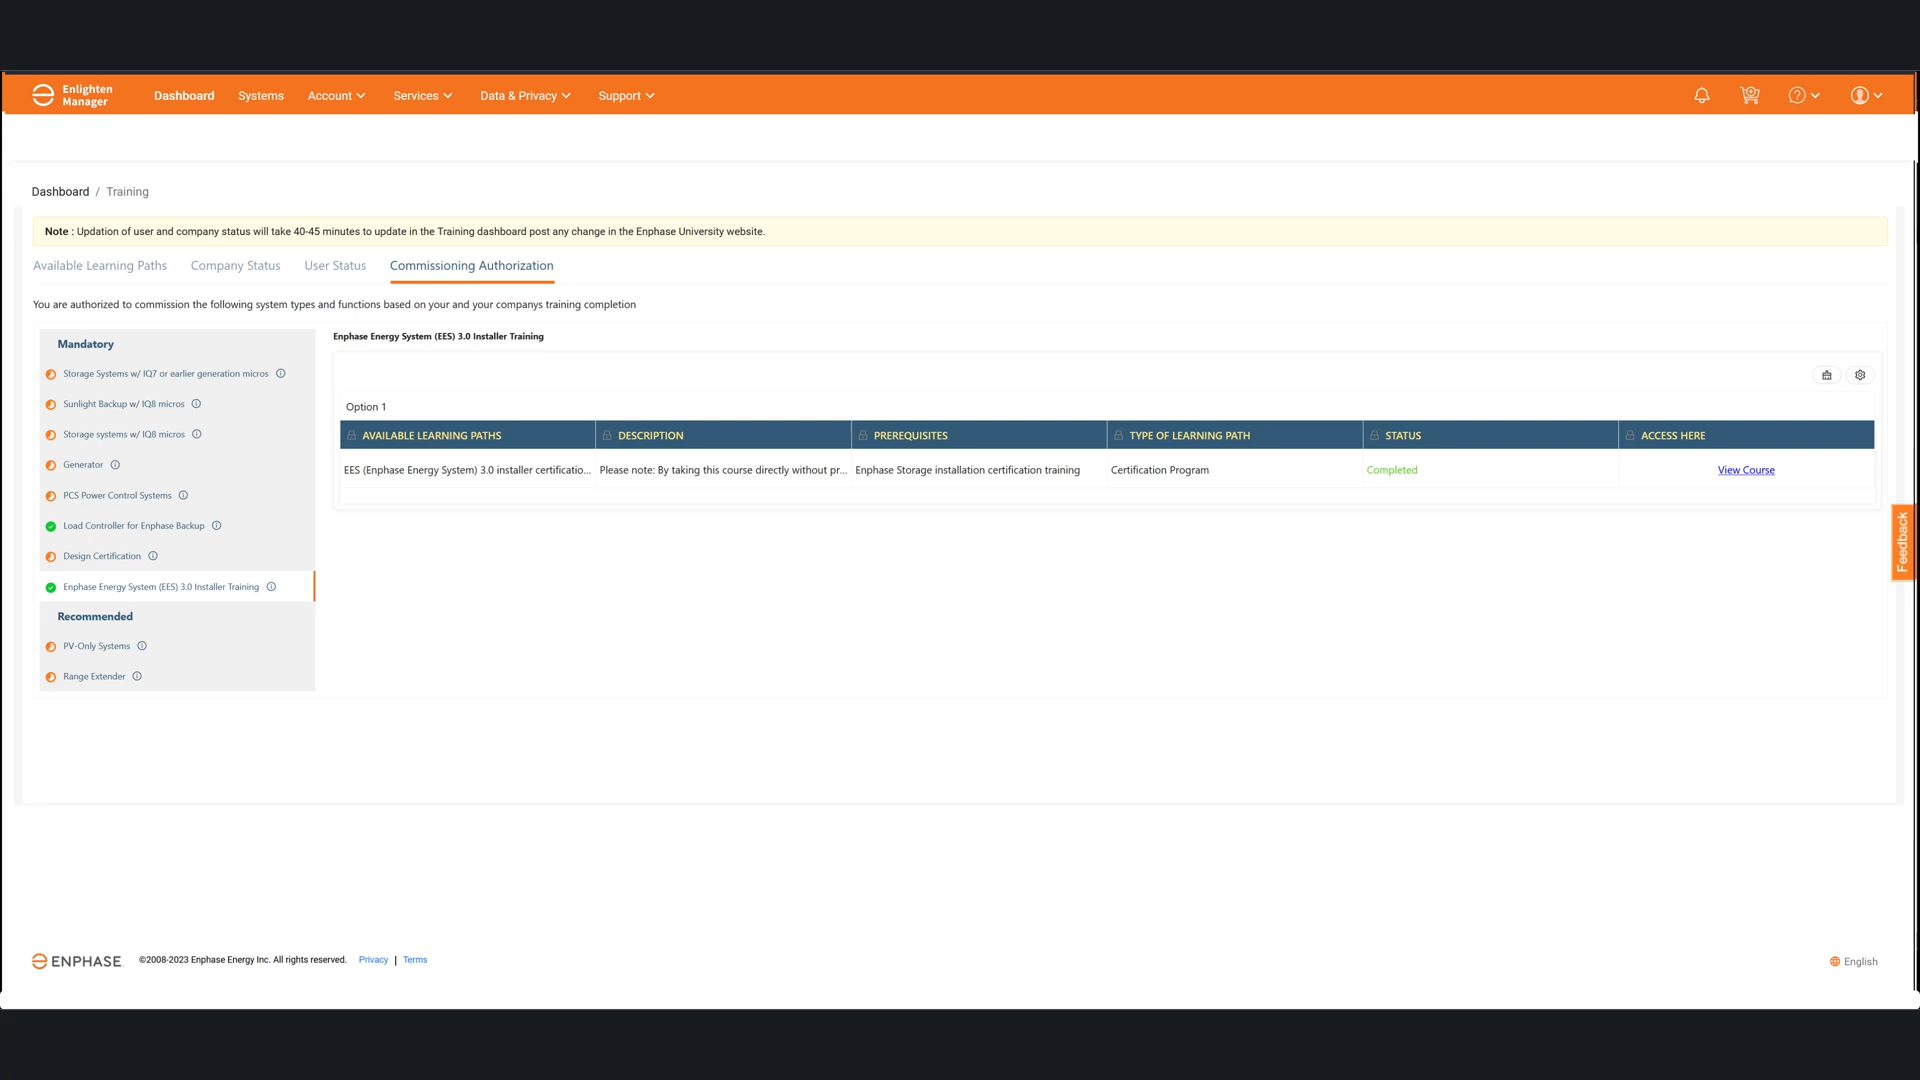 Enlighten
Manager
Dashboard Systems Account Services Data & Privacy Support
Dashboard / Training
Note : Updation of user and company status will take 40-45 minutes to update in the Training dashboard post any change in the Enphase University website.
Available Learning Paths Company Status User Status Commissioning Authorization
You are authorized to commission the following system types and functions based on your and your companys training completion
Mandatory
Storage Systems w/ IQ7 or earlier generation micros
Sunlight Backup w/ IQ8 micros
Storage systems w/ IQ8 micros
Generator
PCS Power Control Systems
Load Controller for Enphase Backup
Design Certification
Enphase Energy System (EES) 3.0 Installer Training
Recommended
PV-Only Systems
Range Extender
Enphase Energy System (EES) 3.0 Installer Training
Option 1
AVAILABLE LEARNING PATHS DESCRIPTION PREREQUISITES TYPE OF LEARNING PATH STATUS ACCESS HERE
EES (Enphase Energy System) 3.0 installer certificatio... Please note: By taking this course directly without pr... Enphase Storage installation certification training Certification Program Completed View Course
Feedback
ENPHASE. ©2008-2023 Enphase Energy Inc. All rights reserved. Privacy | Terms
English